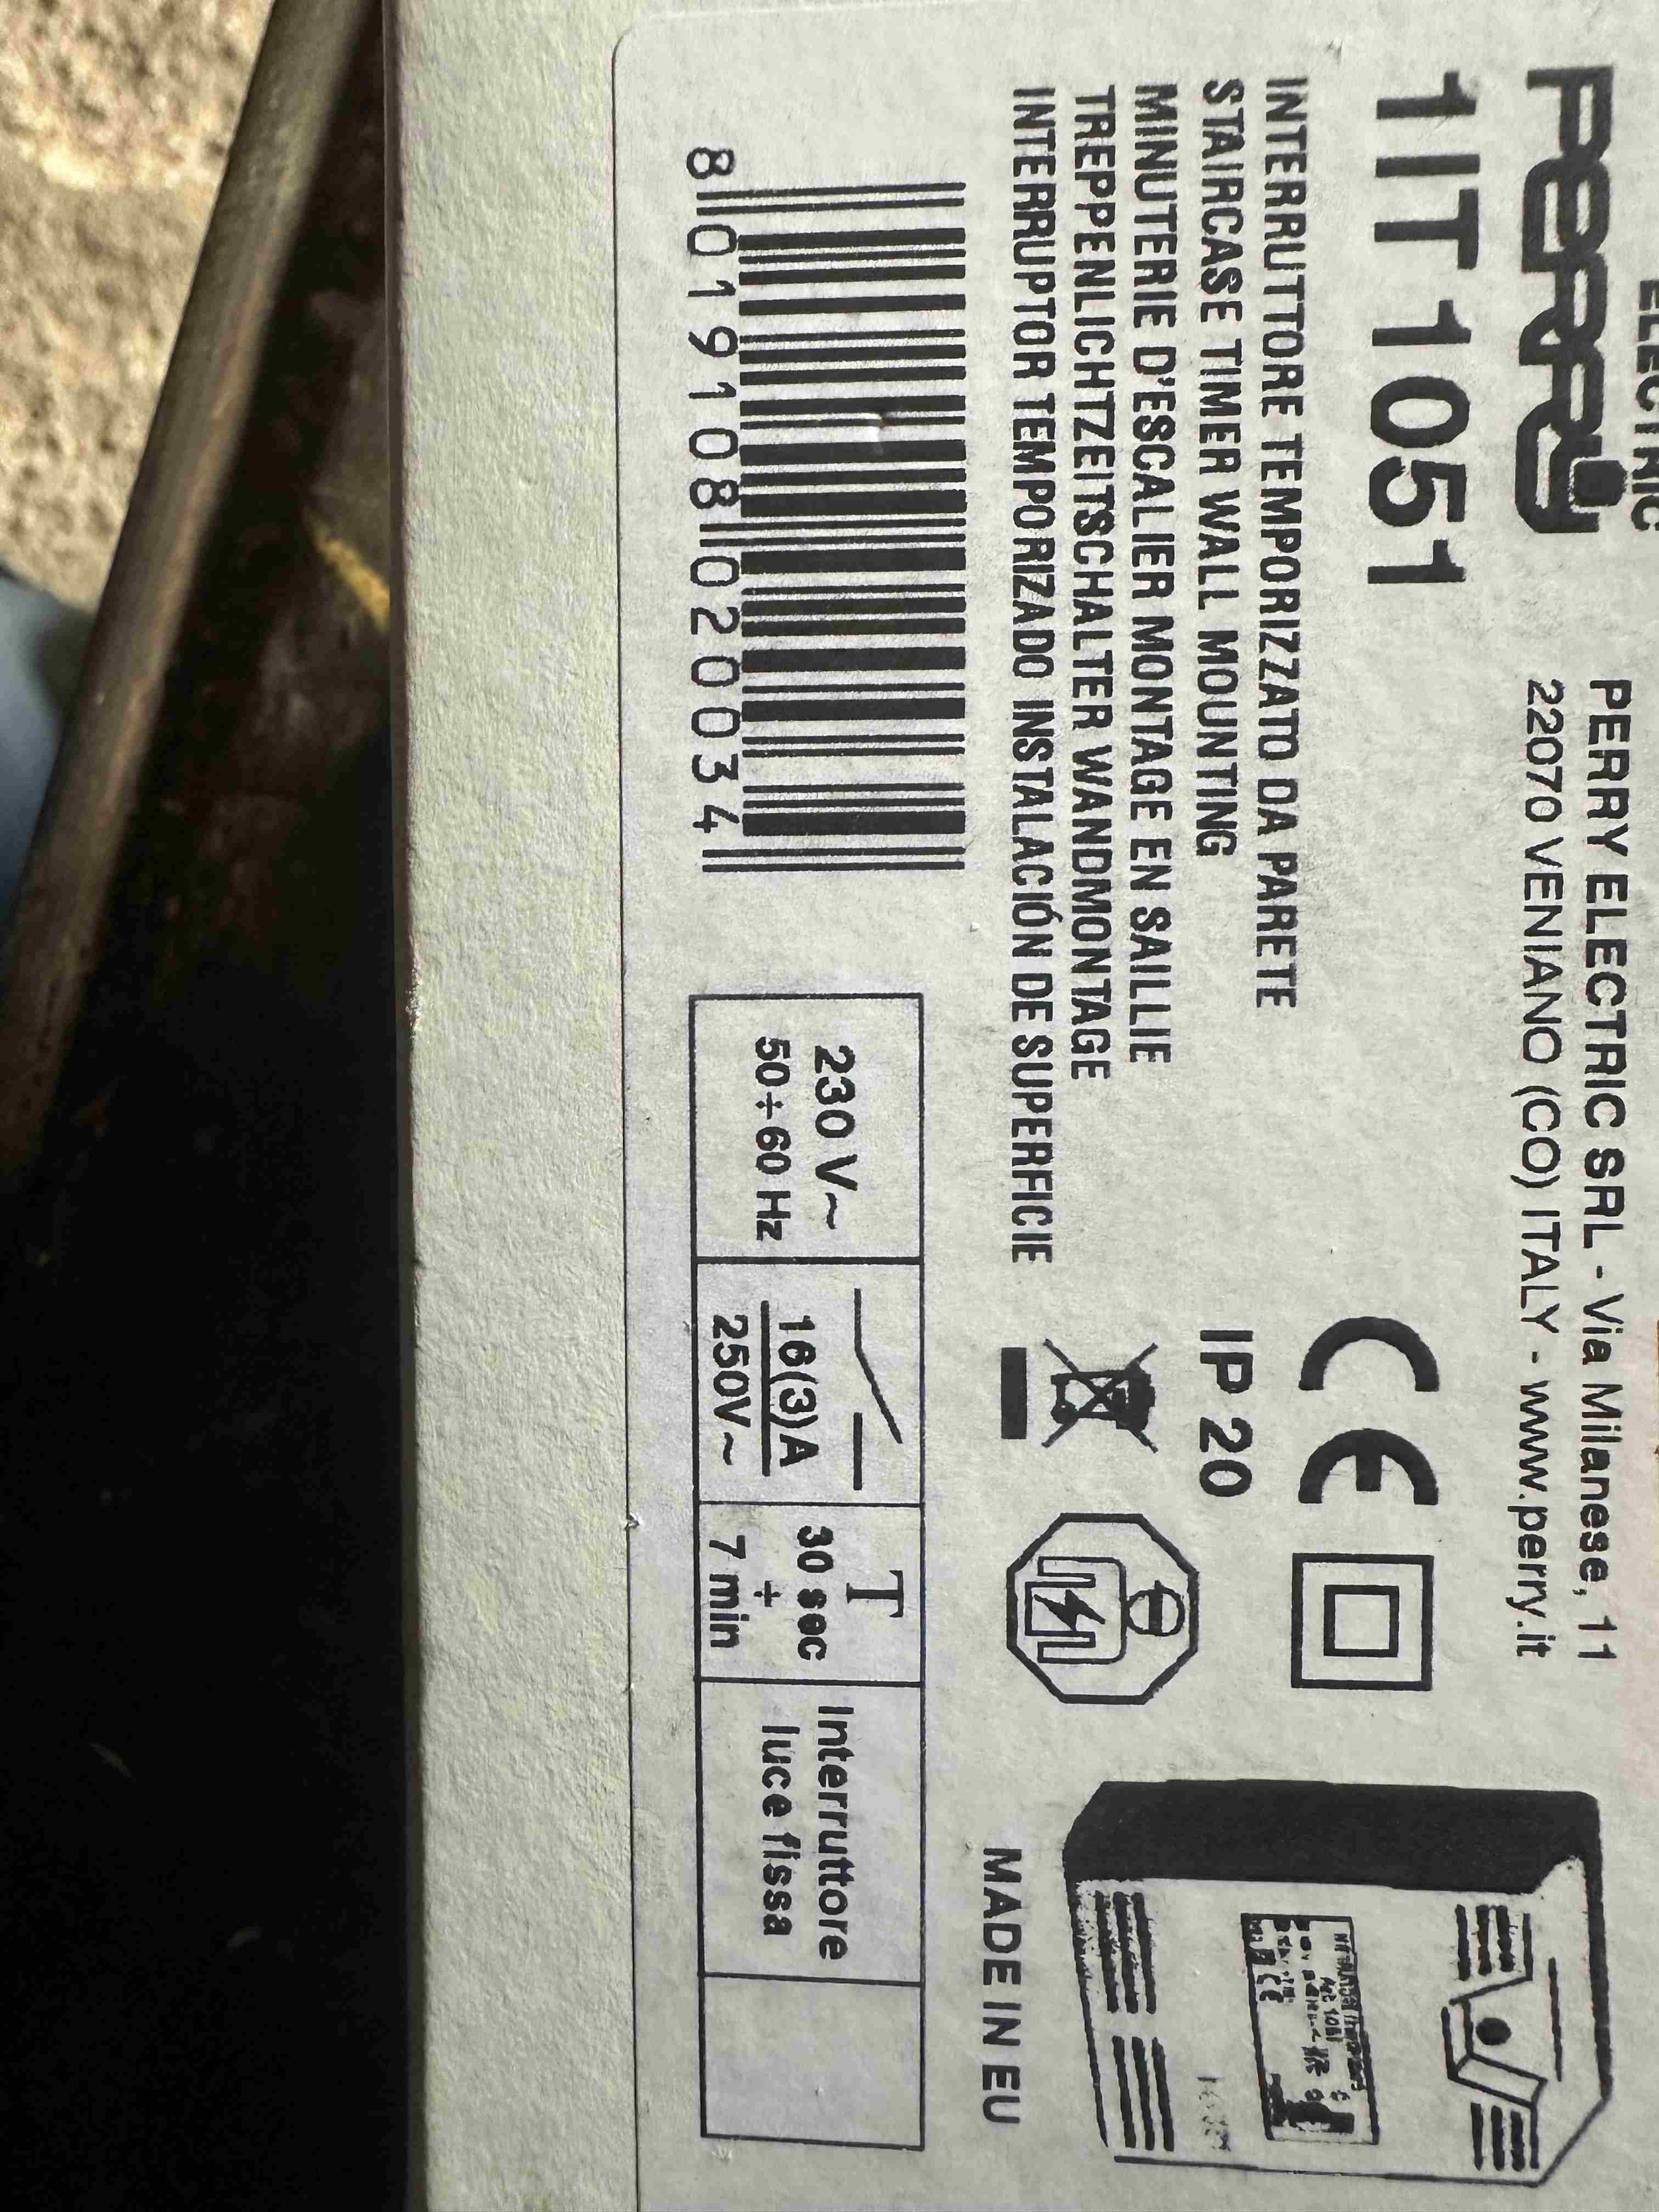 PERRY
ELECTRIC
PERRY ELECTRIC SRL - Via Milanese, 11
22070 VENIANO (CO) ITALY - www.perry.it
1IT1051
INTERRUTTORE TEMPORIZZATO DA PARETE
STAIRCASE TIMER WALL MOUNTING
MINUTERIE D'ESCALIER MONTAGE EN SAILLIE
TREPPENLICHTZEITSCHALTER WANDMONTAGE
INTERRUPTOR TEMPORIZADO INSTALACIÓN DE SUPERFICIE
CE
IP 20
MADE IN EU
8 019108 020034
230 V~
50÷60 Hz
16(3)A
250V~
T
30 sec
÷
7 min
Interruttore
luce fissa